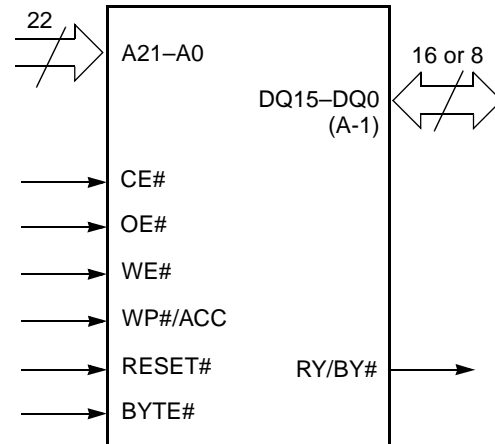 22
A21–A0
16 or 8
DQ15–DQ0
(A-1)
CE#
OE#
WE#
WP#/ACC
RESET#
RY/BY#
BYTE#